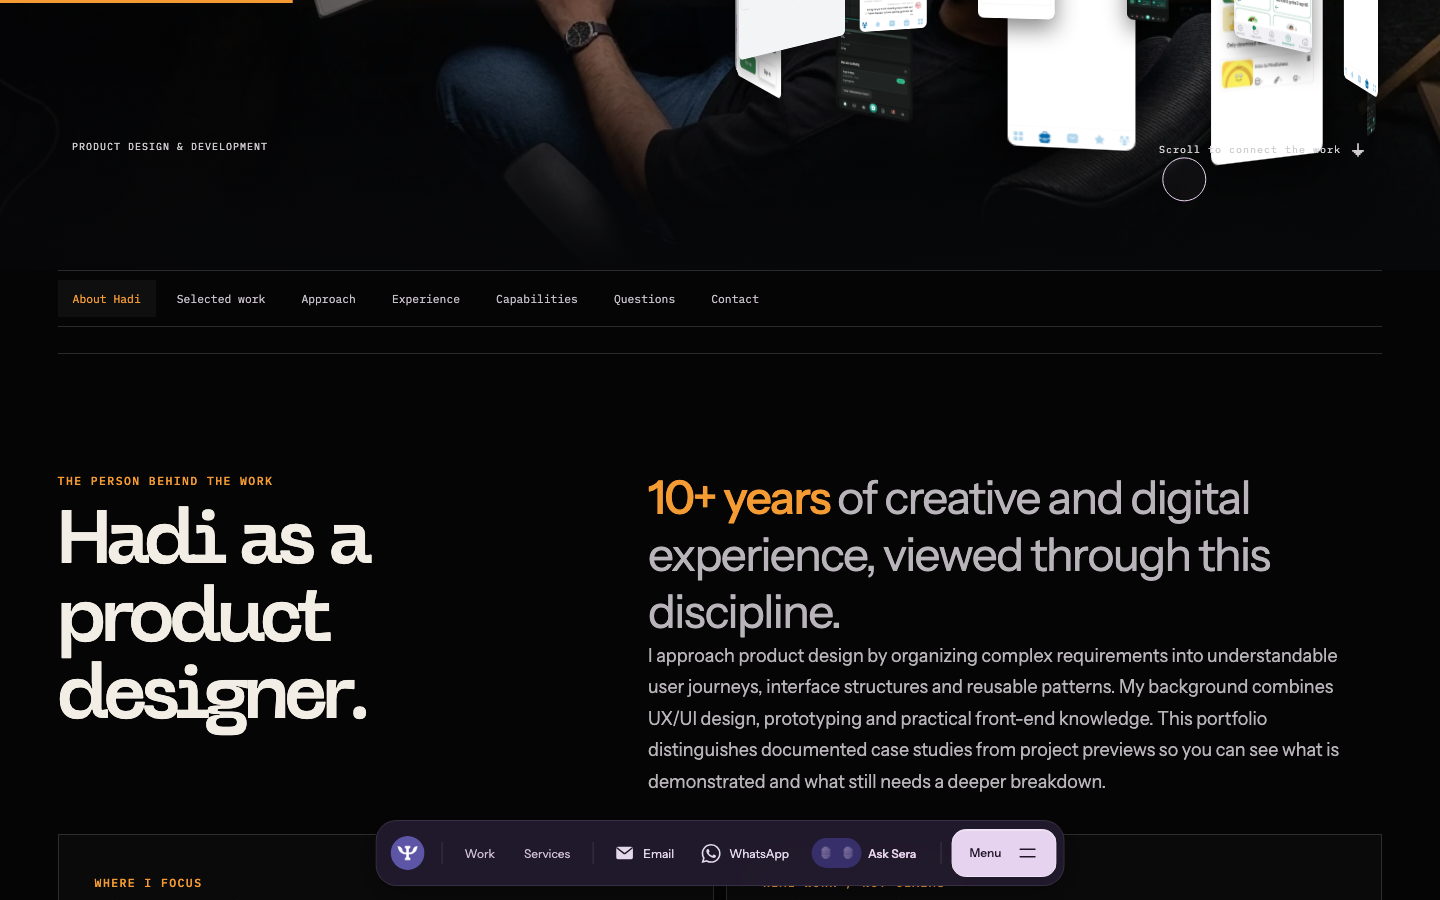 PRODUCT DESIGN & DEVELOPMENT
Scroll to connect the work
About Hadi
Selected work
Approach
Experience
Capabilities
Questions
Contact
THE PERSON BEHIND THE WORK
Hadi as a
product
designer.
10+ years of creative and digital
experience, viewed through this
discipline.
I approach product design by organizing complex requirements into understandable
user journeys, interface structures and reusable patterns. My background combines
UX/UI design, prototyping and practical front-end knowledge. This portfolio
distinguishes documented case studies from project previews so you can see what is
demonstrated and what still needs a deeper breakdown.
WHERE I FOCUS
Work
Services
Email
WhatsApp
Ask Sera
Menu